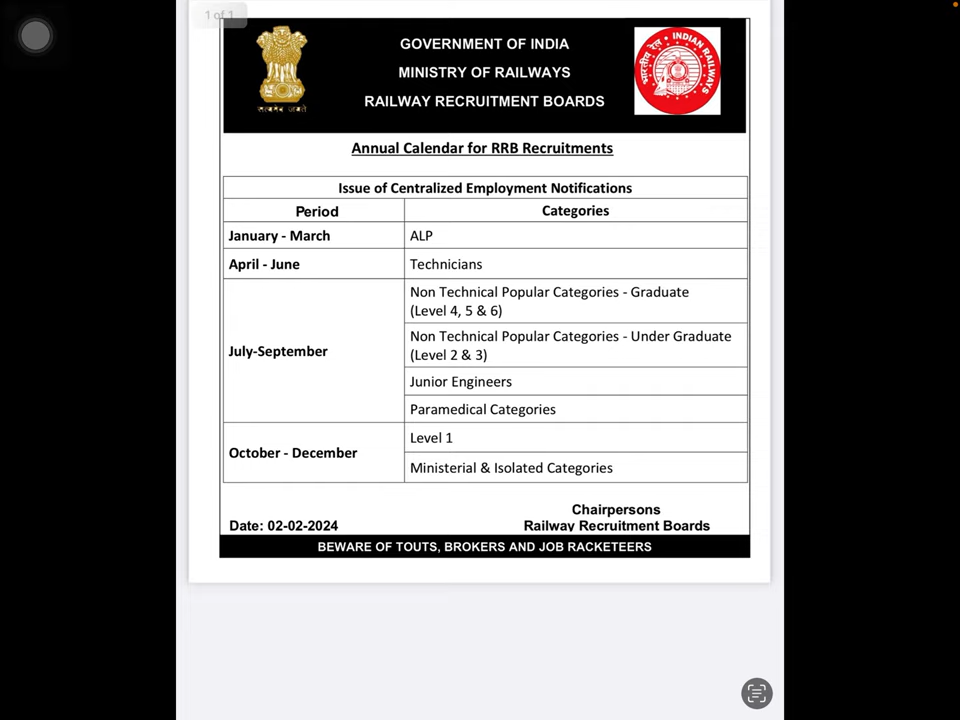 1 of 1
GOVERNMENT OF INDIA
MINISTRY OF RAILWAYS
RAILWAY RECRUITMENT BOARDS
सत्यमेव जयते
भारतीय रेल • INDIAN RAILWAYS
Annual Calendar for RRB Recruitments
Issue of Centralized Employment Notifications
Period Categories
January - March ALP
April - June Technicians
July-September
Non Technical Popular Categories - Graduate
(Level 4, 5 & 6)
Non Technical Popular Categories - Under Graduate
(Level 2 & 3)
Junior Engineers
Paramedical Categories
October - December
Level 1
Ministerial & Isolated Categories
Chairpersons
Date: 02-02-2024 Railway Recruitment Boards
BEWARE OF TOUTS, BROKERS AND JOB RACKETEERS